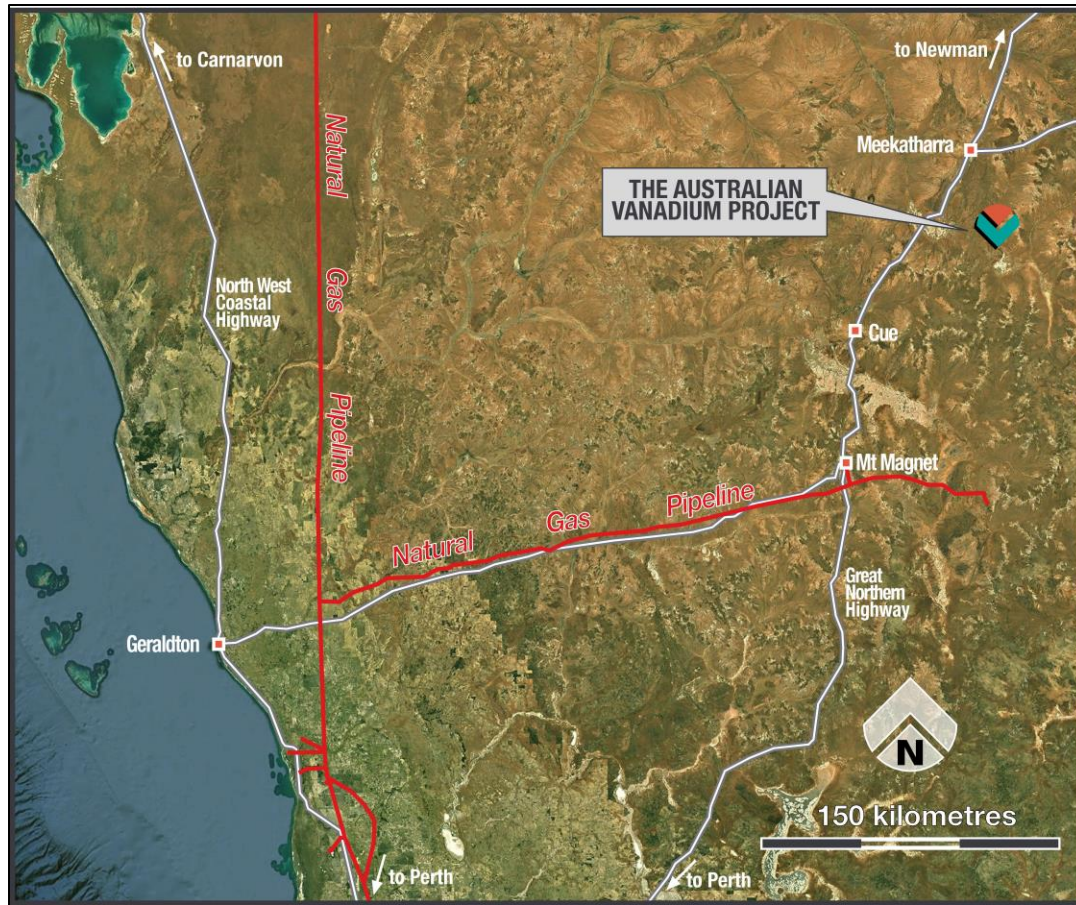 to Carnarvon
to Newman
Natural
Gas
Pipeline
Meekatharra
THE AUSTRALIAN
VANADIUM PROJECT
North West
Coastal
Highway
Cue
Mt Magnet
Natural Gas Pipeline
Great
Northern
Highway
Geraldton
N
150 kilometres
to Perth
to Perth